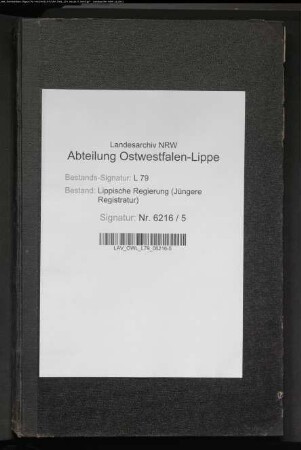 Landesarchiv NRW
Abteilung Ostwestfalen-Lippe
Bestands-Signatur: L 79
Bestand: Lippische Regierung (Jüngere
Registratur)
Signatur: Nr. 6216 / 5
LAV_OWL_L79_06216-5